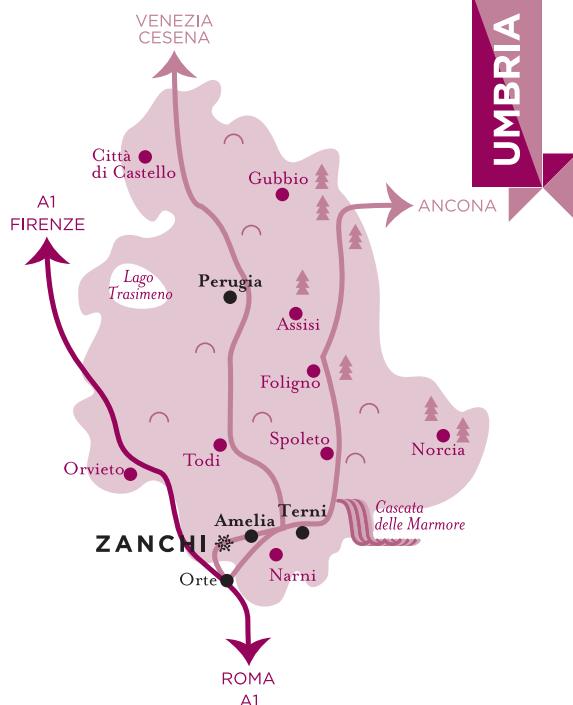 VENEZIA
CESENA
UMBRIA
Città
di Castello
Gubbio
A1
FIRENZE
ANCONA
Lago
Trasimeno
Perugia
Assisi
Foligno
Spoleto
Todi
Norcia
Orvieto
Cascata
delle Marmore
Terni
Amelia
ZANCHI
Narni
Orte
ROMA
A1